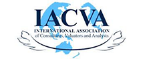 IACVA
INTERNATIONAL ASSOCIATION
of Consultants, Valuators and Analysts